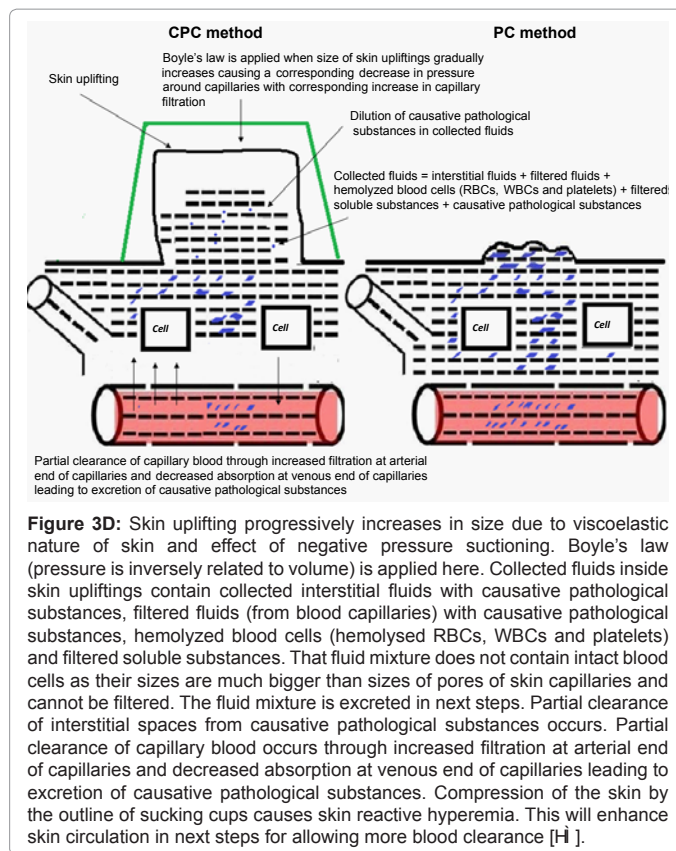 CPC method
PC method
Boyle's law is applied when size of skin upliftings gradually
increases causing a corresponding decrease in pressure
around capillaries with corresponding increase in capillary
filtration
Skin uplifting
Dilution of causative pathological
substances in collected fluids
Collected fluids = interstitial fluids + filtered fluids +
hemolyzed blood cells (RBCs, WBCs and platelets) + filtered
soluble substances + causative pathological substances
Cell
Cell
Cell
Cell
Partial clearance of capillary blood through increased filtration at arterial
end of capillaries and decreased absorption at venous end of capillaries
leading to excretion of causative pathological substances
Figure 3D: Skin uplifting progressively increases in size due to viscoelastic
nature of skin and effect of negative pressure suctioning. Boyle's law
(pressure is inversely related to volume) is applied here. Collected fluids inside
skin upliftings contain collected interstitial fluids with causative pathological
substances, filtered fluids (from blood capillaries) with causative pathological
substances, hemolyzed blood cells (hemolysed RBCs, WBCs and platelets)
and filtered soluble substances. That fluid mixture does not contain intact blood
cells as their sizes are much bigger than sizes of pores of skin capillaries and
cannot be filtered. The fluid mixture is excreted in next steps. Partial clearance
of interstitial spaces from causative pathological substances occurs. Partial
clearance of capillary blood occurs through increased filtration at arterial end
of capillaries and decreased absorption at venous end of capillaries leading to
excretion of causative pathological substances. Compression of the skin by
the outline of sucking cups causes skin reactive hyperemia. This will enhance
skin circulation in next steps for allowing more blood clearance